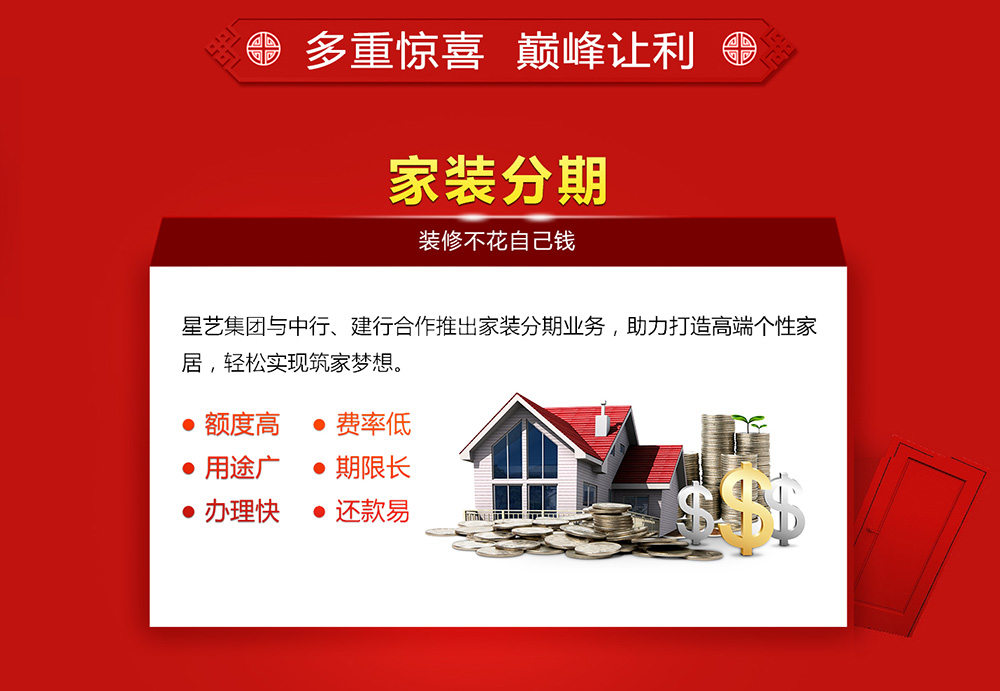 多重惊喜 巅峰让利
家装分期
装修不花自己钱
星艺集团与中行、建行合作推出家装分期业务，助力打造高端个性家
居，轻松实现筑家梦想。
额度高 费率低
用途广 期限长
办理快 还款易